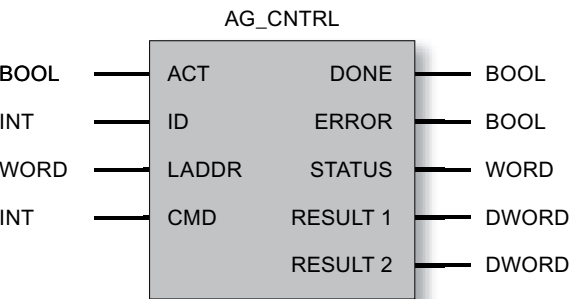 AG_CNTRL
BOOL ACT DONE BOOL
INT ID ERROR BOOL
WORD LADDR STATUS WORD
INT CMD RESULT 1 DWORD
RESULT 2 DWORD